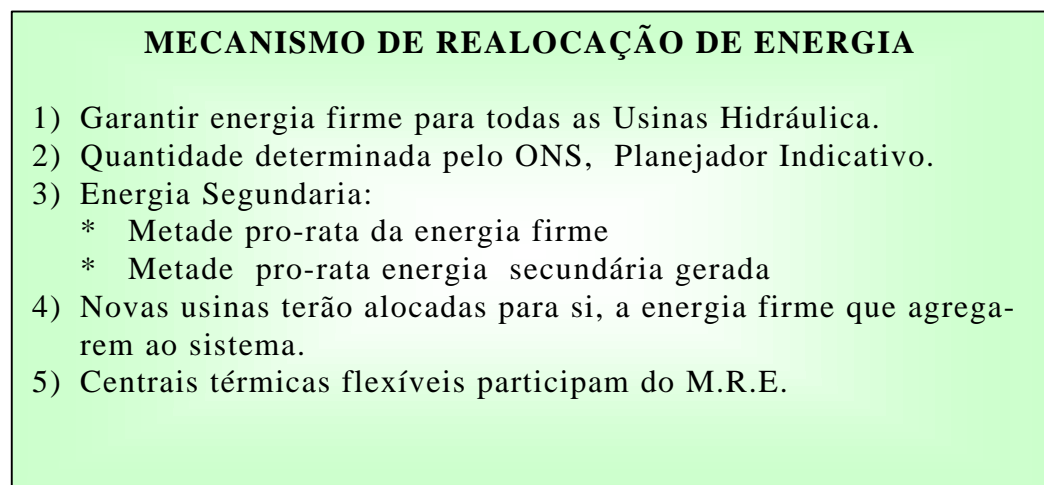 MECANISMO DE REALOCAÇÃO DE ENERGIA
1) Garantir energia firme para todas as Usinas Hidráulica.
2) Quantidade determinada pelo ONS, Planejador Indicativo.
3) Energia Segundaria:
* Metade pro-rata da energia firme
* Metade pro-rata energia secundária gerada
4) Novas usinas terão alocadas para si, a energia firme que agrega-
rem ao sistema.
5) Centrais térmicas flexíveis participam do M.R.E.